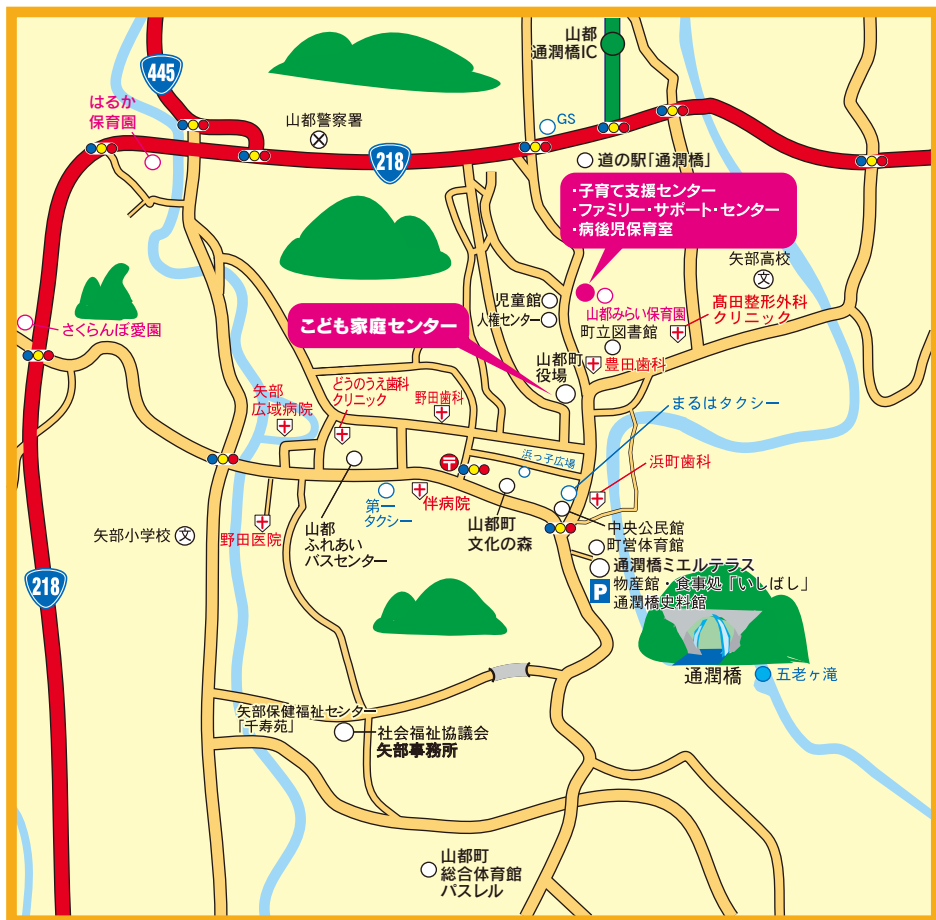 山都
通潤橋IC
445
はるか
保育園
山都警察署
GS
218
道の駅「通潤橋」
・子育て支援センター
・ファミリー・サポート・センター
・病後児保育室
矢部高校
文
児童館
人権センター
山都みらい保育園
町立図書館
髙田整形外科
クリニック
さくらんぼ愛園
こども家庭センター
山都町
役場
豊田歯科
矢部
広域病院
どうのうえ歯科
クリニック
野田歯科
まるはタクシー
浜っ子広場
浜町歯科
〒
第一
タクシー
伴病院
山都町
文化の森
矢部小学校
文
野田医院
山都
ふれあい
バスセンター
中央公民館
町営体育館
通潤橋ミエルテラス
P
物産館・食事処「いしばし」
通潤橋史料館
218
通潤橋
五老ヶ滝
矢部保健福祉センター
「千寿苑」
社会福祉協議会
矢部事務所
山都町
総合体育館
パスレル